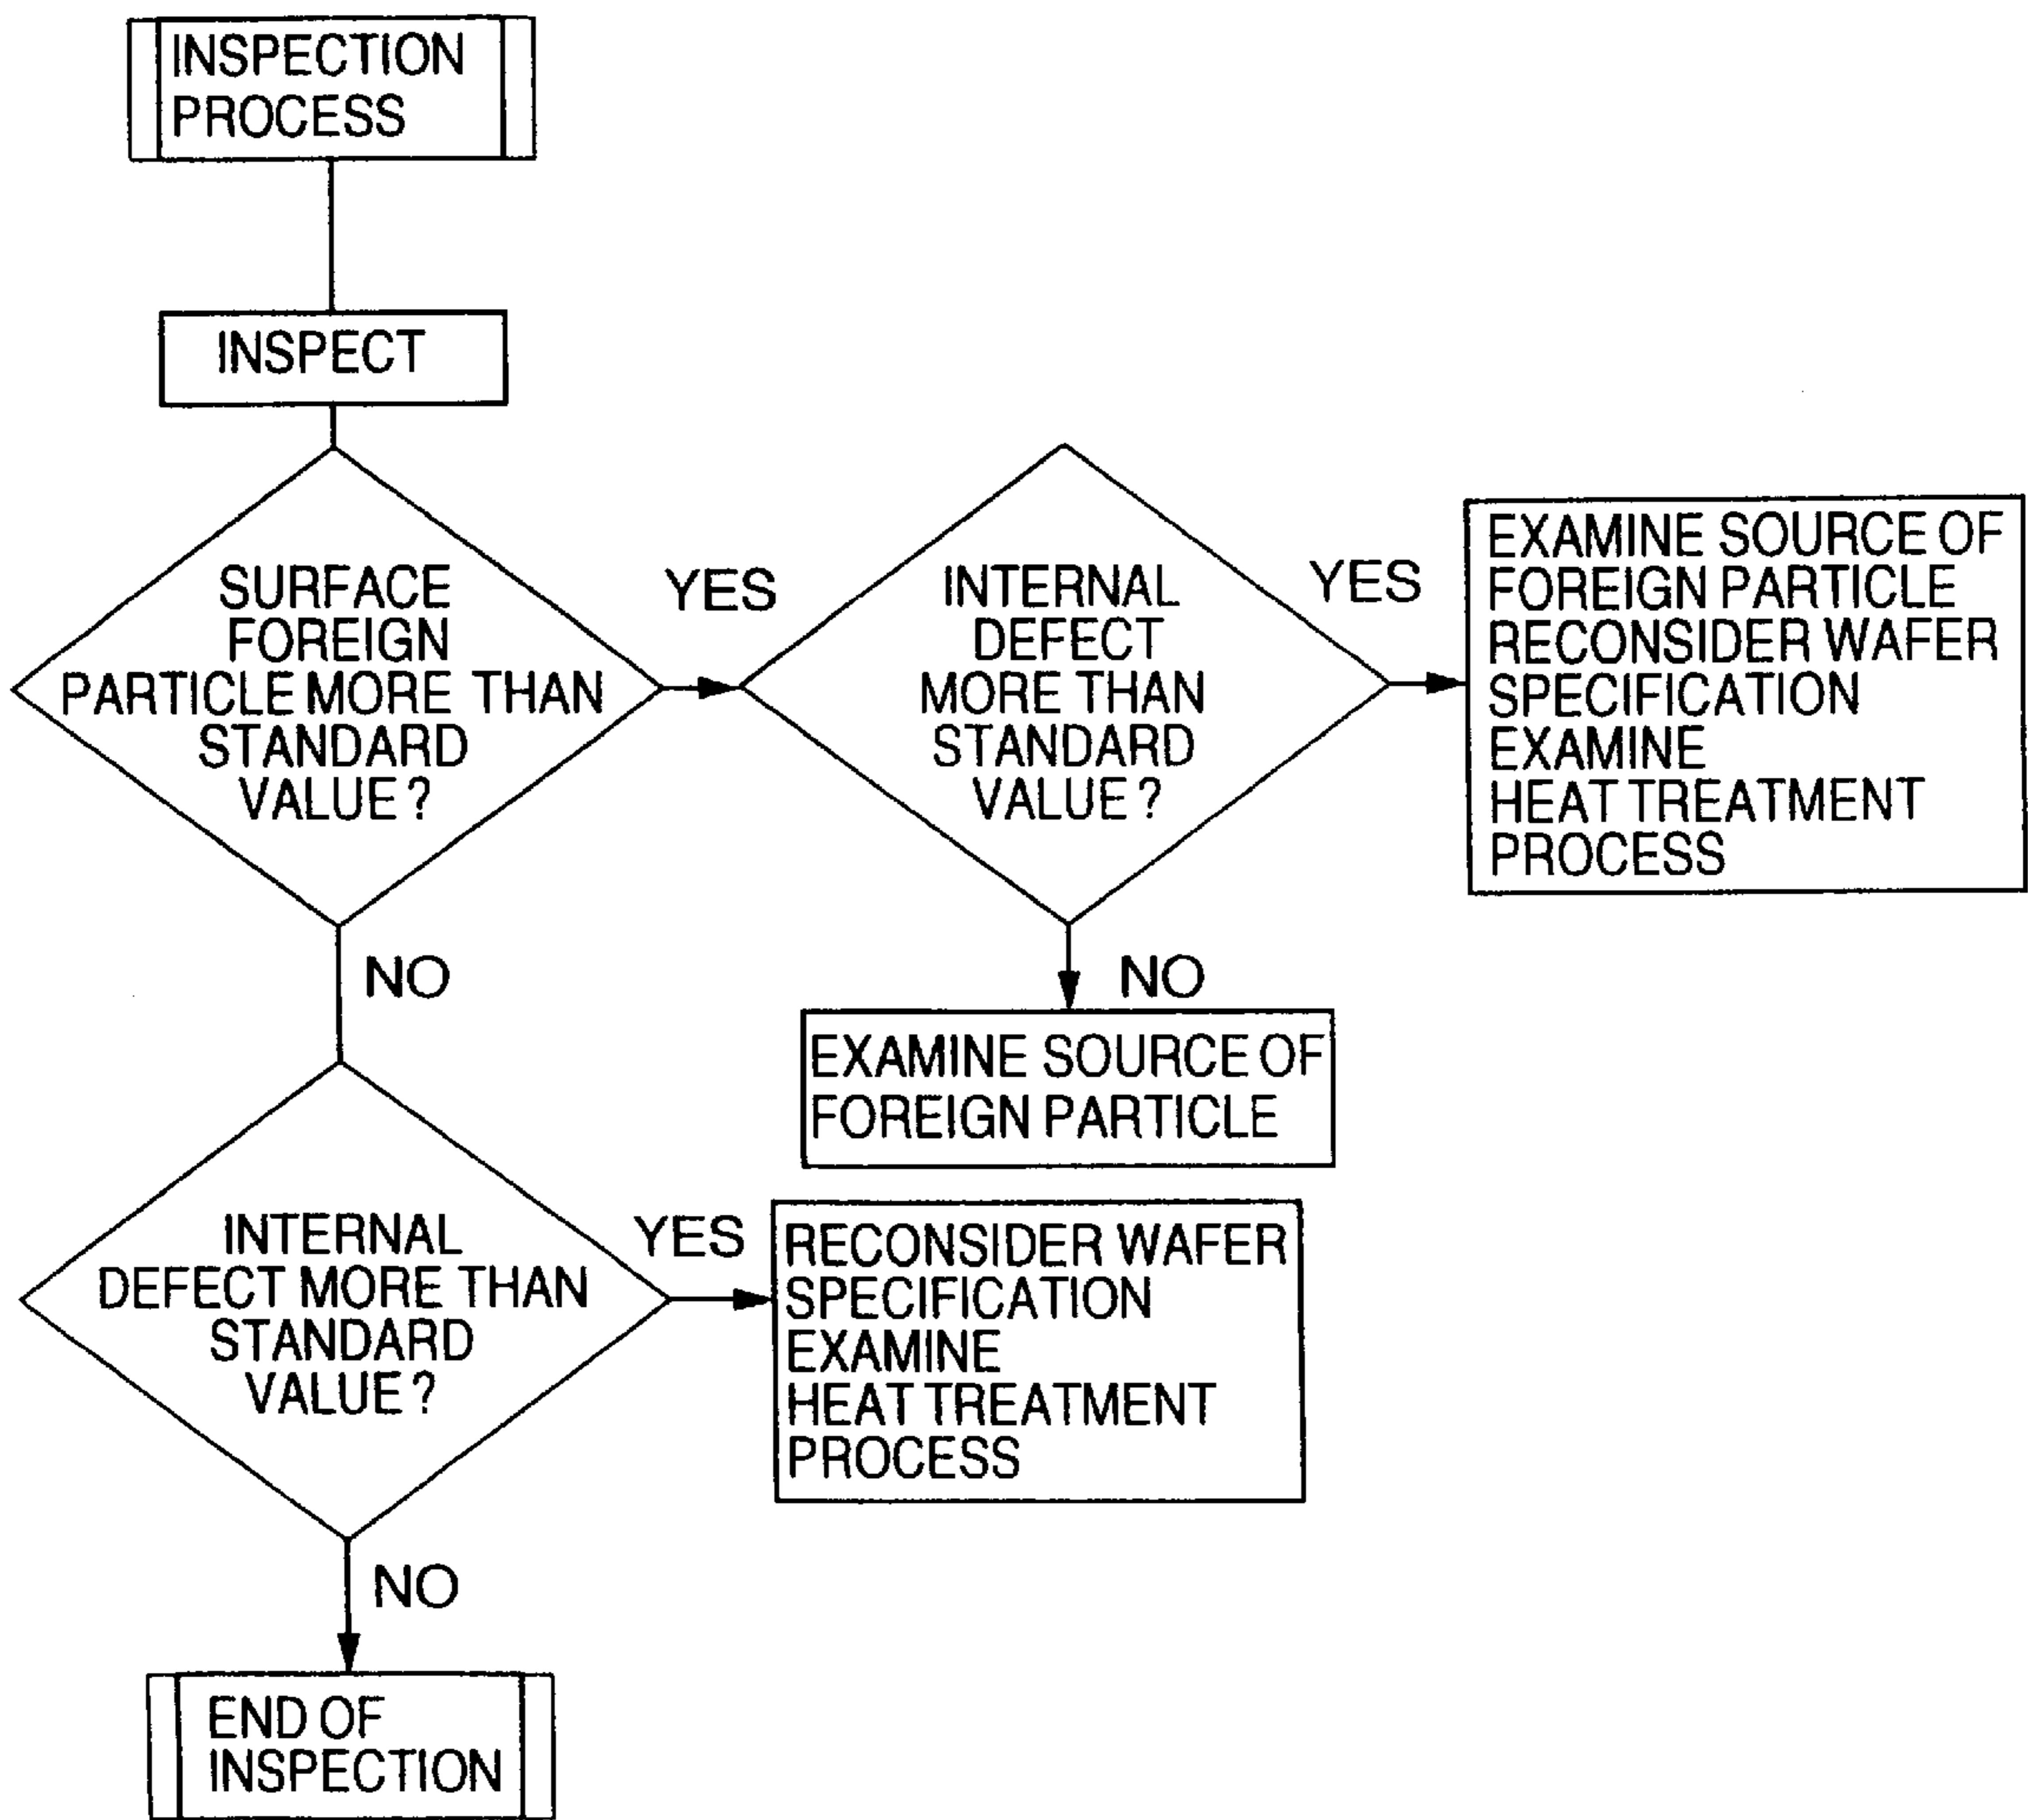 INSPECTION
PROCESS
INSPECT
SURFACE
FOREIGN
PARTICLE MORE THAN
STANDARD
VALUE?
YES
INTERNAL
DEFECT
MORE THAN
STANDARD
VALUE?
YES
EXAMINE SOURCE OF
FOREIGN PARTICLE
RECONSIDER WAFER
SPECIFICATION
EXAMINE
HEAT TREATMENT
PROCESS
NO
NO
EXAMINE SOURCE OF
FOREIGN PARTICLE
INTERNAL
DEFECT MORE THAN
STANDARD
VALUE?
YES
RECONSIDER WAFER
SPECIFICATION
EXAMINE
HEAT TREATMENT
PROCESS
NO
END OF
INSPECTION